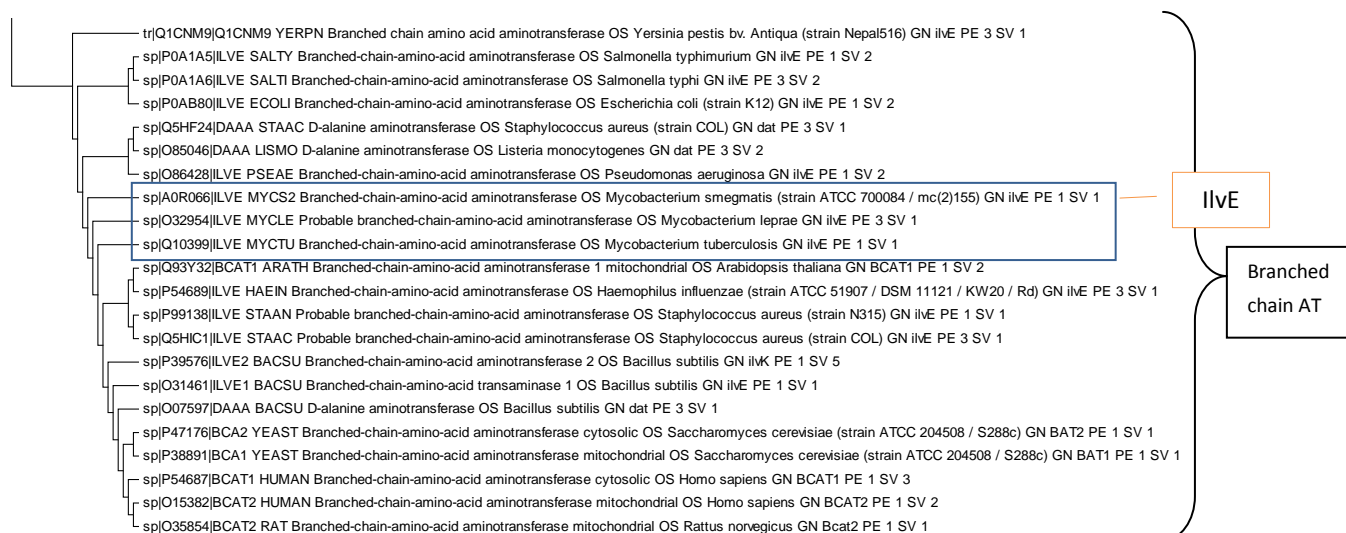 tr|Q1CNM9|Q1CNM9 YERPN Branched chain amino acid aminotransferase OS Yersinia pestis bv. Antiqua (strain Nepal516) GN ilvE PE 3 SV 1
sp|P0A1A5|ILVE SALTY Branched-chain-amino-acid aminotransferase OS Salmonella typhimurium GN ilvE PE 1 SV 2
sp|P0A1A6|ILVE SALTI Branched-chain-amino-acid aminotransferase OS Salmonella typhi GN ilvE PE 3 SV 2
sp|P0AB80|ILVE ECOLI Branched-chain-amino-acid aminotransferase OS Escherichia coli (strain K12) GN ilvE PE 1 SV 2
sp|Q5HF24|DAAA STAAC D-alanine aminotransferase OS Staphylococcus aureus (strain COL) GN dat PE 3 SV 1
sp|O85046|DAAA LISMO D-alanine aminotransferase OS Listeria monocytogenes GN dat PE 3 SV 2
sp|O86428|ILVE PSEAE Branched-chain-amino-acid aminotransferase OS Pseudomonas aeruginosa GN ilvE PE 1 SV 2
sp|A0R066|ILVE MYCS2 Branched-chain-amino-acid aminotransferase OS Mycobacterium smegmatis (strain ATCC 700084 / mc(2)155) GN ilvE PE 1 SV 1
sp|O32954|ILVE MYCLE Probable branched-chain-amino-acid aminotransferase OS Mycobacterium leprae GN ilvE PE 3 SV 1
sp|Q10399|ILVE MYCTU Branched-chain-amino-acid aminotransferase OS Mycobacterium tuberculosis GN ilvE PE 1 SV 1
sp|Q93Y32|BCAT1 ARATH Branched-chain-amino-acid aminotransferase 1 mitochondrial OS Arabidopsis thaliana GN BCAT1 PE 1 SV 2
sp|P54689|ILVE HAEIN Branched-chain-amino-acid aminotransferase OS Haemophilus influenzae (strain ATCC 51907 / DSM 11121 / KW20 / Rd) GN ilvE PE 3 SV 1
sp|P99138|ILVE STAAN Probable branched-chain-amino-acid aminotransferase OS Staphylococcus aureus (strain N315) GN ilvE PE 1 SV 1
sp|Q5HIC1|ILVE STAAC Probable branched-chain-amino-acid aminotransferase OS Staphylococcus aureus (strain COL) GN ilvE PE 3 SV 1
sp|P39576|ILVE2 BACSU Branched-chain-amino-acid aminotransferase 2 OS Bacillus subtilis GN ilvK PE 1 SV 5
sp|O31461|ILVE1 BACSU Branched-chain-amino-acid transaminase 1 OS Bacillus subtilis GN ilvE PE 1 SV 1
sp|O07597|DAAA BACSU D-alanine aminotransferase OS Bacillus subtilis GN dat PE 3 SV 1
sp|P47176|BCA2 YEAST Branched-chain-amino-acid aminotransferase cytosolic OS Saccharomyces cerevisiae (strain ATCC 204508 / S288c) GN BAT2 PE 1 SV 1
sp|P38891|BCA1 YEAST Branched-chain-amino-acid aminotransferase mitochondrial OS Saccharomyces cerevisiae (strain ATCC 204508 / S288c) GN BAT1 PE 1 SV 1
sp|P54687|BCAT1 HUMAN Branched-chain-amino-acid aminotransferase cytosolic OS Homo sapiens GN BCAT1 PE 1 SV 3
sp|O15382|BCAT2 HUMAN Branched-chain-amino-acid aminotransferase mitochondrial OS Homo sapiens GN BCAT2 PE 1 SV 2
sp|O35854|BCAT2 RAT Branched-chain-amino-acid aminotransferase mitochondrial OS Rattus norvegicus GN Bcat2 PE 1 SV 1
IlvE
Branched
chain AT